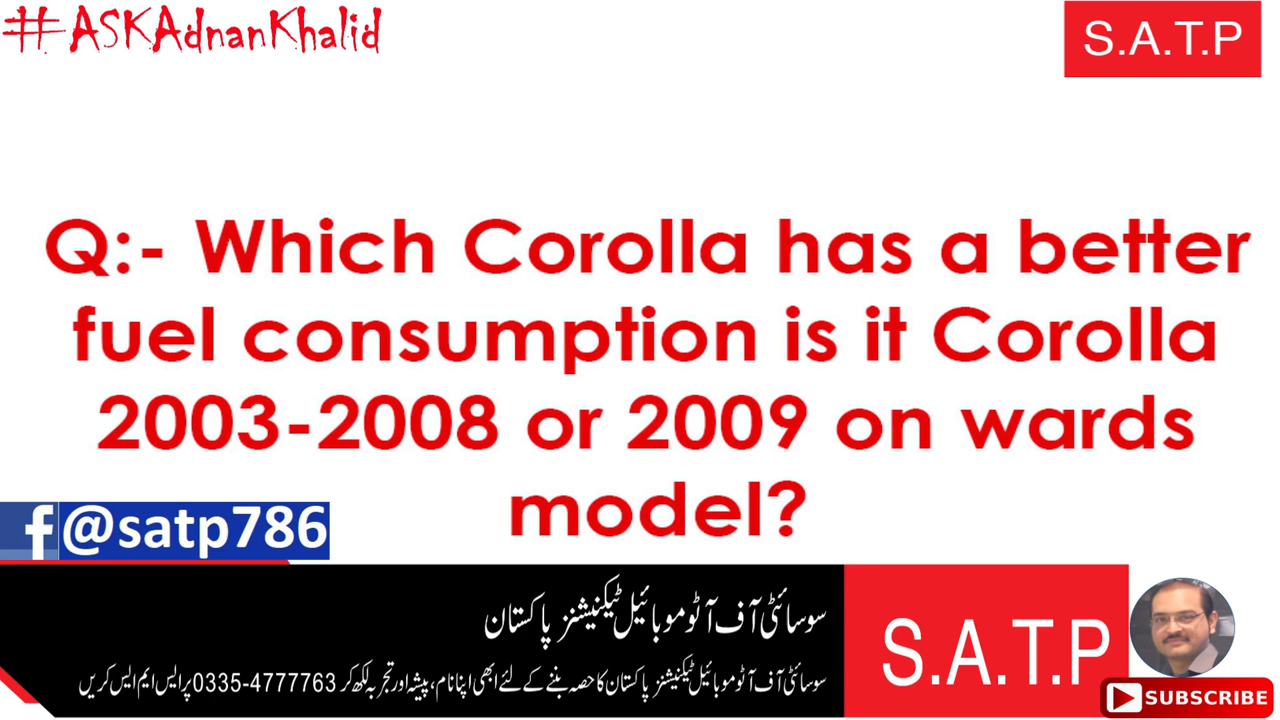 #ASKAdnanKhalid
S.A.T.P
Q:- Which Corolla has a better
fuel consumption is it Corolla
2003-2008 or 2009 on wards
model?
f@satp786
سوسائٹی آف آٹوموبائیل ٹیکنیشنز پاکستان
سوسائٹی آف آٹوموبائیل ٹیکنیشنز پاکستان کا حصہ بننے کے لئے ابھی اپنا نام، پیشہ اور تجربہ لکھ کر 0335-4777763 پر ایس ایم ایس کریں
S.A.T.P
SUBSCRIBE